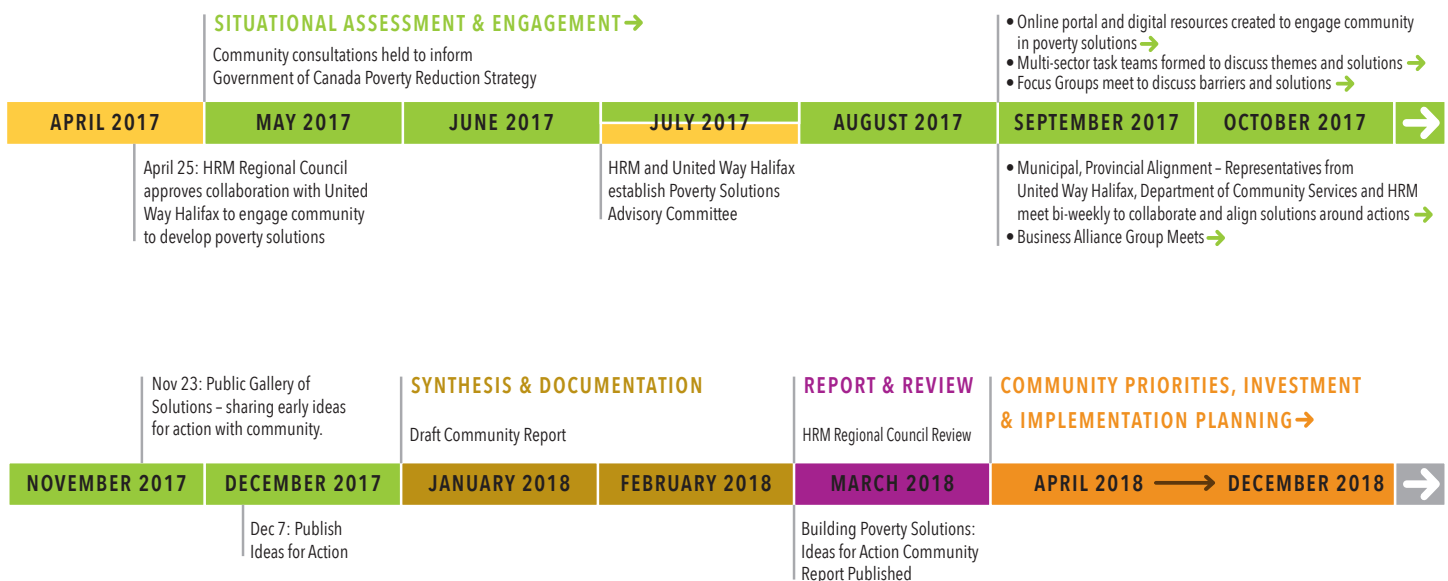 SITUATIONAL ASSESSMENT & ENGAGEMENT→
Community consultations held to inform
Government of Canada Poverty Reduction Strategy
• Online portal and digital resources created to engage community
in poverty solutions →
• Multi-sector task teams formed to discuss themes and solutions →
• Focus Groups meet to discuss barriers and solutions →
APRIL 2017 MAY 2017 JUNE 2017 JULY 2017 AUGUST 2017 SEPTEMBER 2017 OCTOBER 2017 →
April 25: HRM Regional Council
approves collaboration with United
Way Halifax to engage community
to develop poverty solutions
HRM and United Way Halifax
establish Poverty Solutions
Advisory Committee
• Municipal, Provincial Alignment – Representatives from
United Way Halifax, Department of Community Services and HRM
meet bi-weekly to collaborate and align solutions around actions →
• Business Alliance Group Meets →
Nov 23: Public Gallery of
Solutions – sharing early ideas
for action with community.
SYNTHESIS & DOCUMENTATION
Draft Community Report
REPORT & REVIEW
HRM Regional Council Review
COMMUNITY PRIORITIES, INVESTMENT
& IMPLEMENTATION PLANNING→
NOVEMBER 2017 DECEMBER 2017 JANUARY 2018 FEBRUARY 2018 MARCH 2018 APRIL 2018 → DECEMBER 2018 →
Dec 7: Publish
Ideas for Action
Building Poverty Solutions:
Ideas for Action Community
Report Published